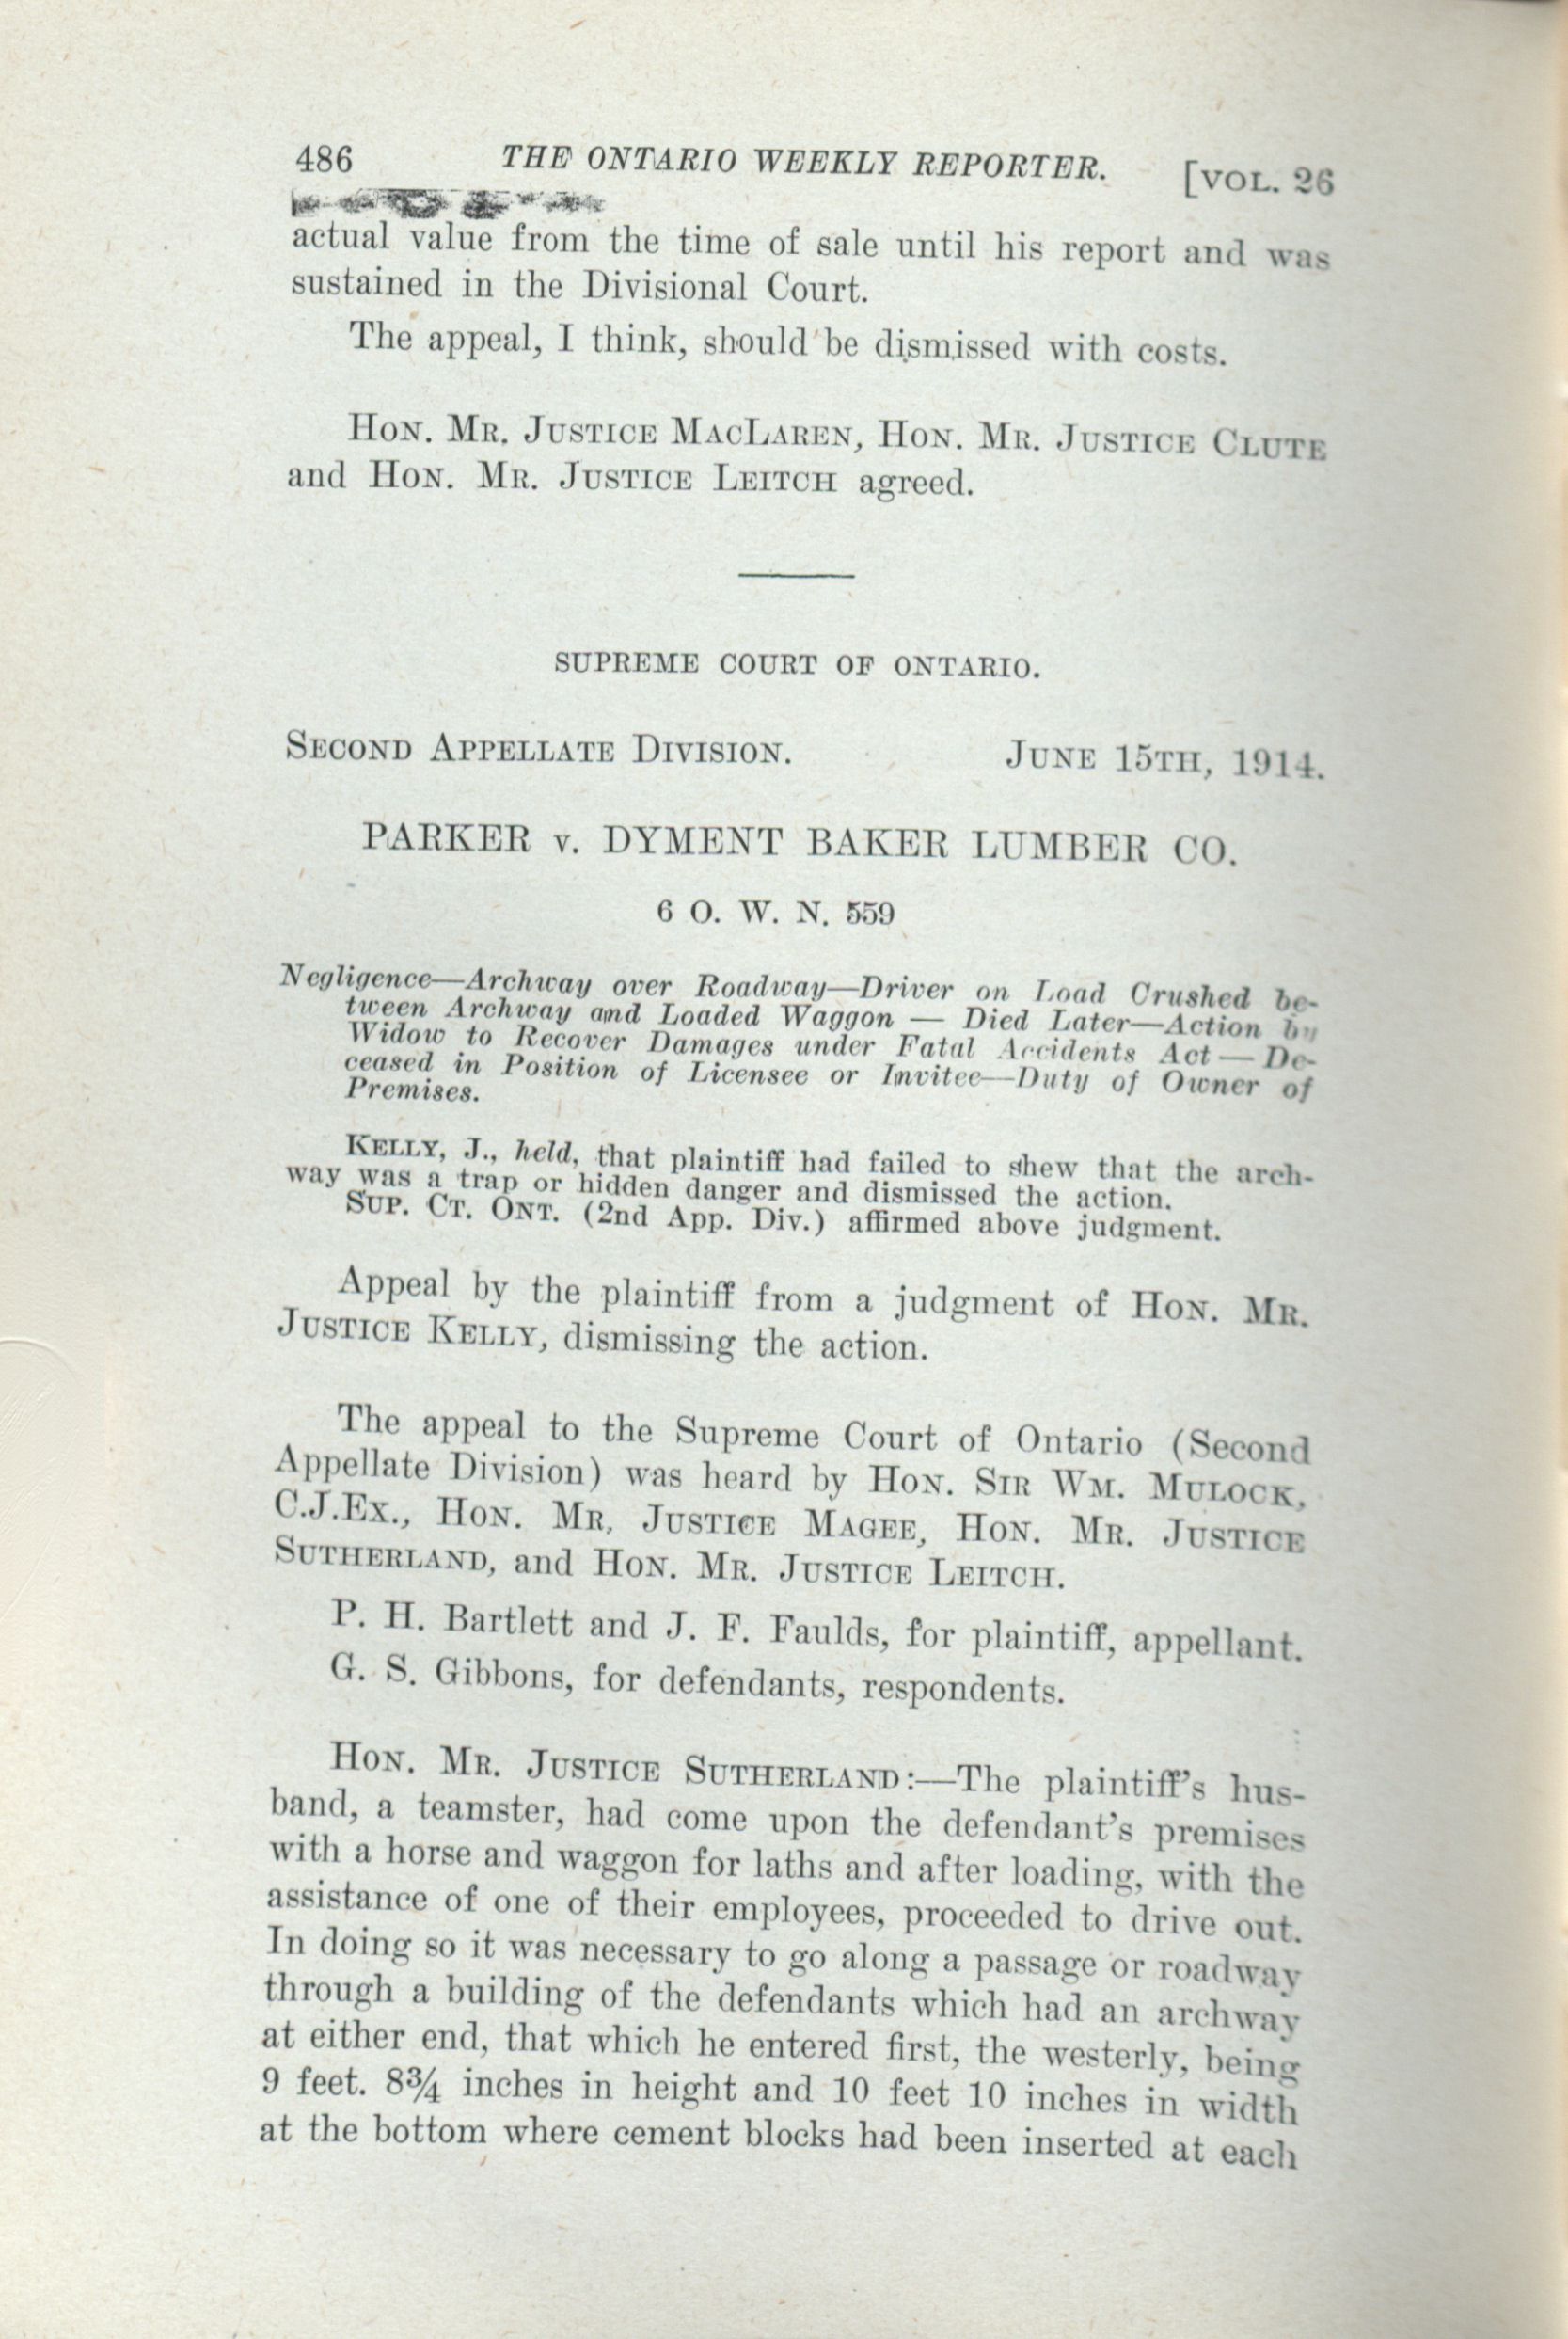 486 THE ONTARIO WEEKLY REPORTER. [VOL. 26
actual value from the time of sale until his report and was
sustained in the Divisional Court.
The appeal, I think, should be dismissed with costs.
HON. MR. JUSTICE MACLAREN, HON. MR. JUSTICE CLUTE
and HON. MR. JUSTICE LEITCH agreed.
SUPREME COURT OF ONTARIO.
SECOND APPELLATE DIVISION. JUNE 15TH, 1914.
PARKER v. DYMENT BAKER LUMBER CO.
6 O. W. N. 559
Negligence—Archway over Roadway—Driver on Load Crushed be-
tween Archway and Loaded Waggon — Died Later—Action by
Widow to Recover Damages under Fatal Accidents Act — De-
ceased in Position of Licensee or Invitee—Duty of Owner of
Premises.
KELLY, J., held, that plaintiff had failed to shew that the arch-
way was a trap or hidden danger and dismissed the action.
SUP. CT. ONT. (2nd App. Div.) affirmed above judgment.
Appeal by the plaintiff from a judgment of HON. MR.
JUSTICE KELLY, dismissing the action.
The appeal to the Supreme Court of Ontario (Second
Appellate Division) was heard by HON. SIR WM. MULOCK,
C.J.EX., HON. MR. JUSTICE MAGEE, HON. MR. JUSTICE
SUTHERLAND, and HON. MR. JUSTICE LEITCH.
P. H. Bartlett and J. F. Faulds, for plaintiff, appellant.
G. S. Gibbons, for defendants, respondents.
HON. MR. JUSTICE SUTHERLAND:—The plaintiff's hus-
band, a teamster, had come upon the defendant's premises
with a horse and waggon for laths and after loading, with the
assistance of one of their employees, proceeded to drive out.
In doing so it was necessary to go along a passage or roadway
through a building of the defendants which had an archway
at either end, that which he entered first, the westerly, being
9 feet. 8¾ inches in height and 10 feet 10 inches in width
at the bottom where cement blocks had been inserted at each